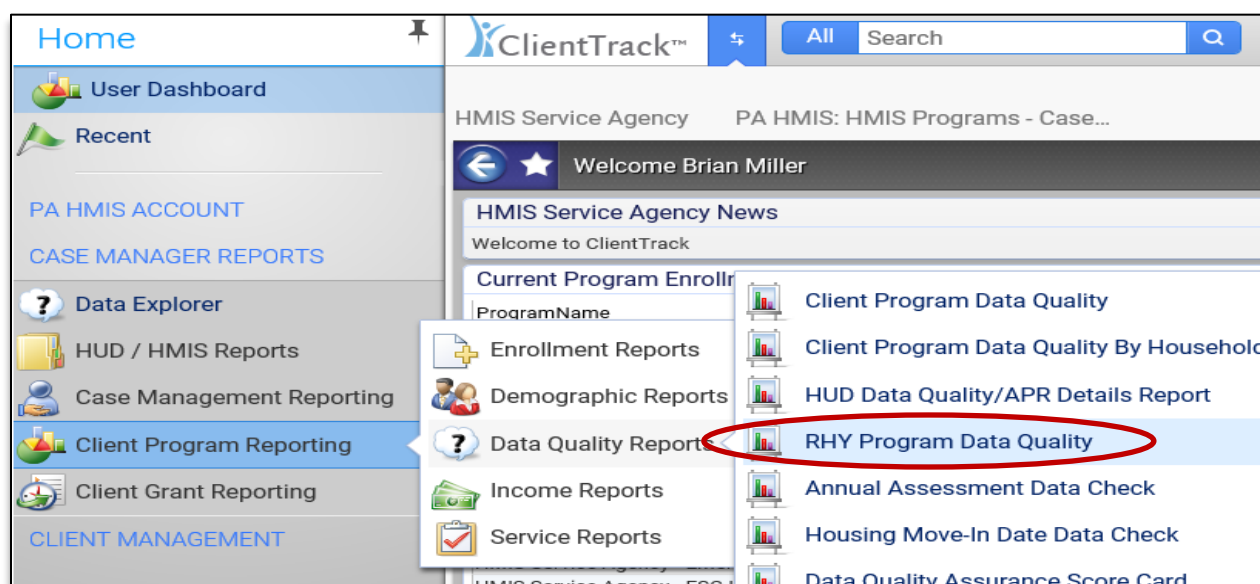 Home
ClientTrack™
All
Search
User Dashboard
Recent
HMIS Service Agency
PA HMIS: HMIS Programs - Case...
Welcome Brian Miller
PA HMIS ACCOUNT
HMIS Service Agency News
Welcome to ClientTrack
CASE MANAGER REPORTS
Current Program Enrollm
ProgramName
Data Explorer
HUD / HMIS Reports
Case Management Reporting
Client Program Reporting
Client Grant Reporting
CLIENT MANAGEMENT
Enrollment Reports
Demographic Reports
Data Quality Reports
Income Reports
Service Reports
Client Program Data Quality
Client Program Data Quality By Household
HUD Data Quality/APR Details Report
RHY Program Data Quality
Annual Assessment Data Check
Housing Move-In Date Data Check
Data Quality Assurance Score Card